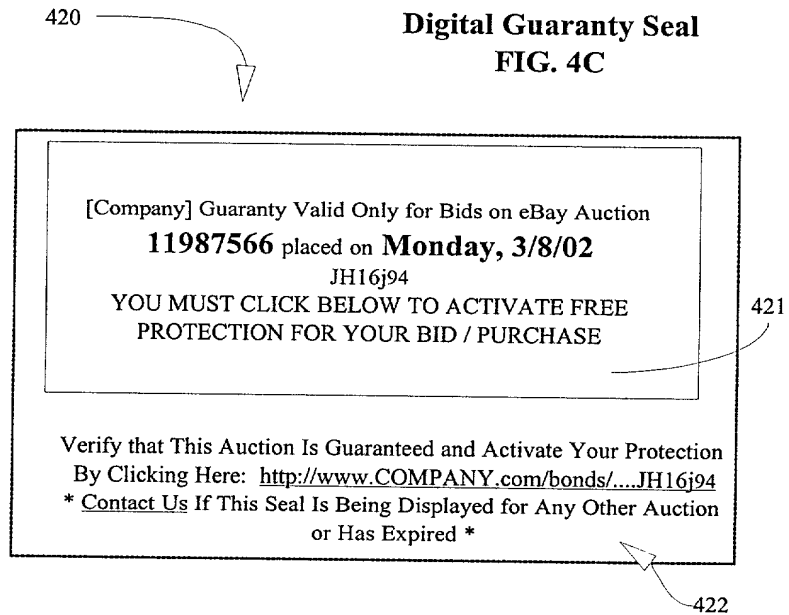 420
Digital Guaranty Seal
FIG. 4C
[Company] Guaranty Valid Only for Bids on eBay Auction
11987566 placed on Monday, 3/8/02
JH16j94
YOU MUST CLICK BELOW TO ACTIVATE FREE
PROTECTION FOR YOUR BID / PURCHASE
421
Verify that This Auction Is Guaranteed and Activate Your Protection
By Clicking Here: http://www.COMPANY.com/bonds/....JH16j94
* Contact Us If This Seal Is Being Displayed for Any Other Auction
or Has Expired *
422